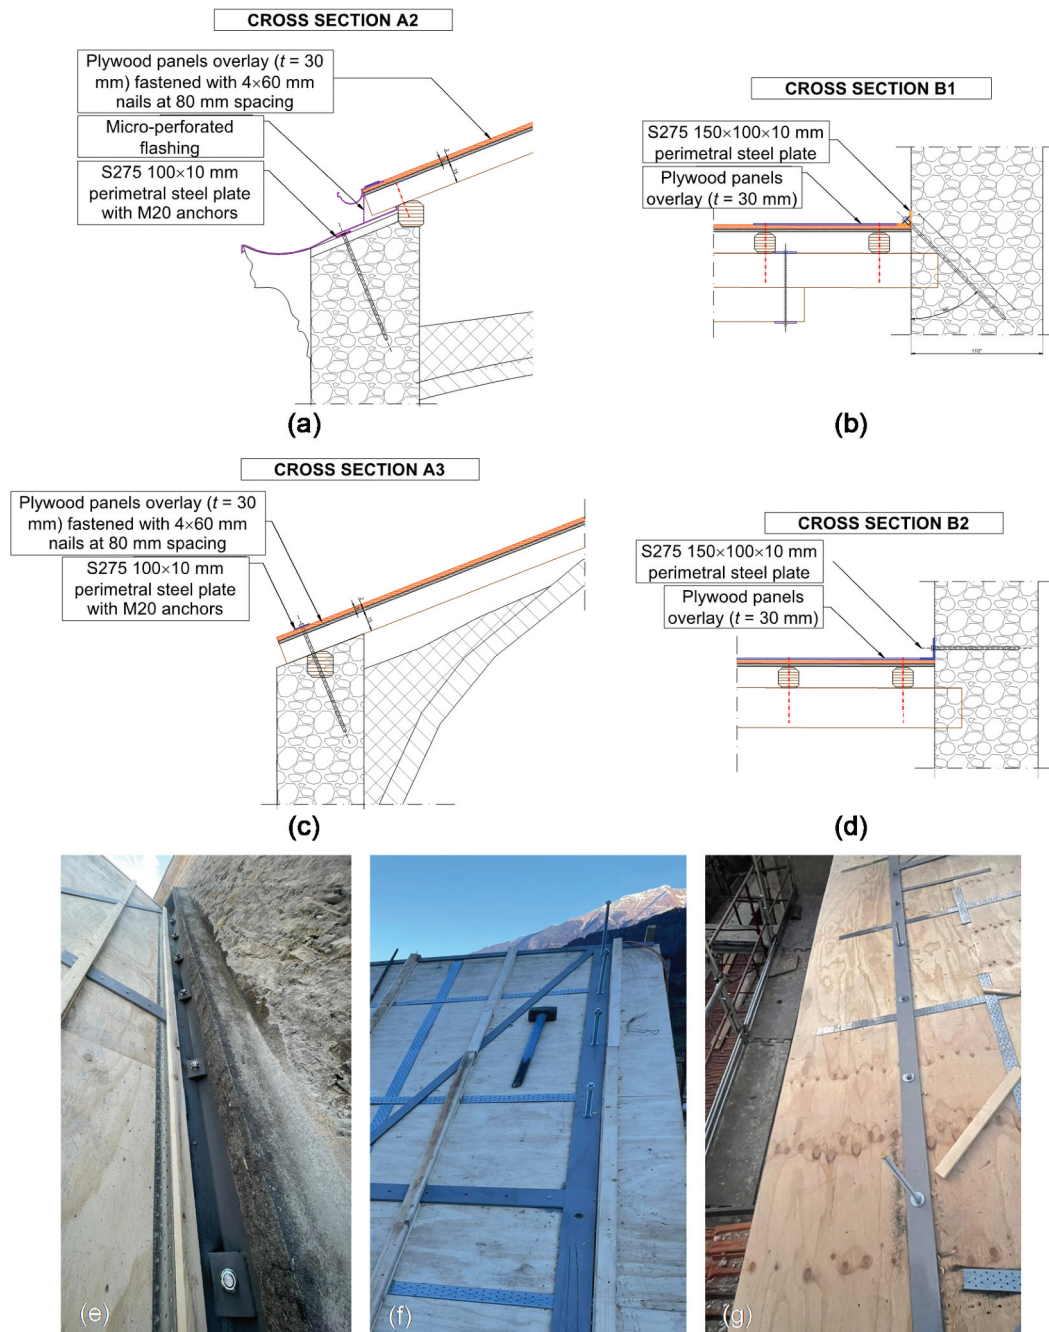 CROSS SECTION A2
Plywood panels overlay (t = 30
mm) fastened with 4×60 mm
nails at 80 mm spacing
Micro-perforated
flashing
S275 100×10 mm
perimetral steel plate
with M20 anchors
(a)
CROSS SECTION B1
S275 150×100×10 mm
perimetral steel plate
Plywood panels
overlay (t = 30 mm)
110*
(b)
CROSS SECTION A3
Plywood panels overlay (t = 30
mm) fastened with 4×60 mm
nails at 80 mm spacing
S275 100×10 mm
perimetral steel plate
with M20 anchors
(c)
CROSS SECTION B2
S275 150×100×10 mm
perimetral steel plate
Plywood panels
overlay (t = 30 mm)
(d)
(e)
(f)
(g)